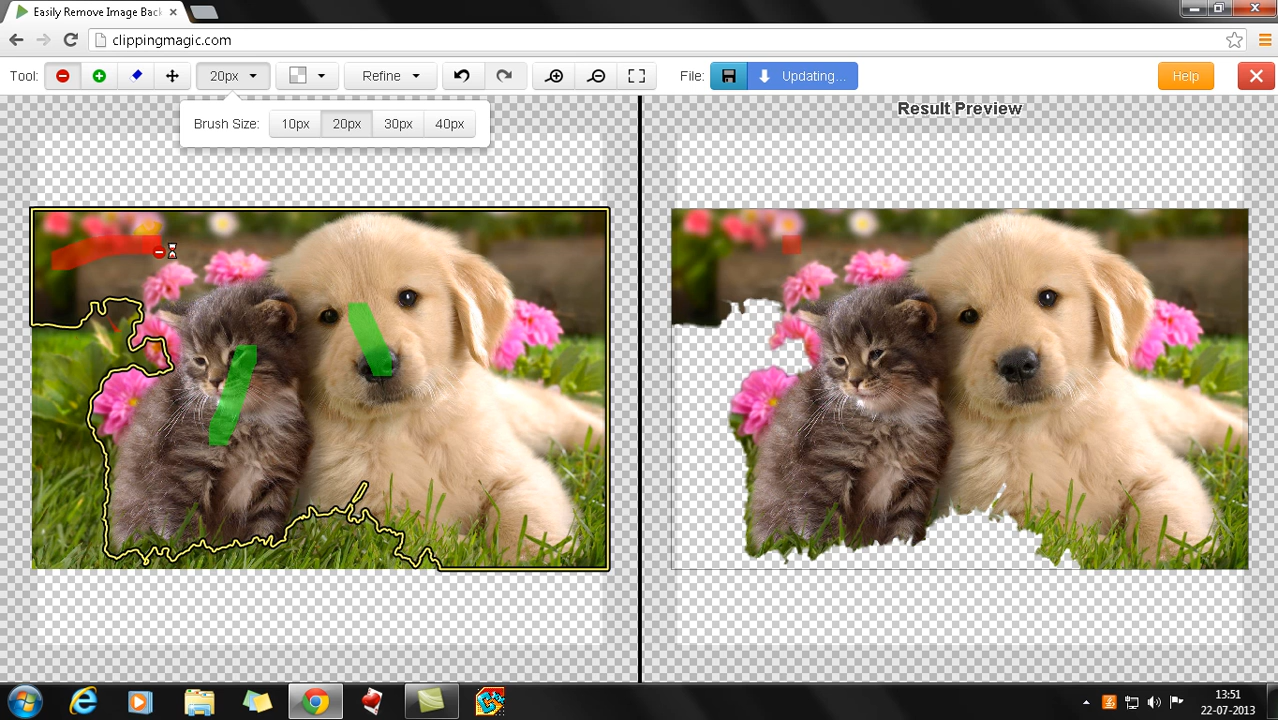 Easily Remove Image Back
clippingmagic.com
Tool: 20px Refine File: Updating... Help
Brush Size: 10px 20px 30px 40px
Result Preview
13:51
22-07-2013